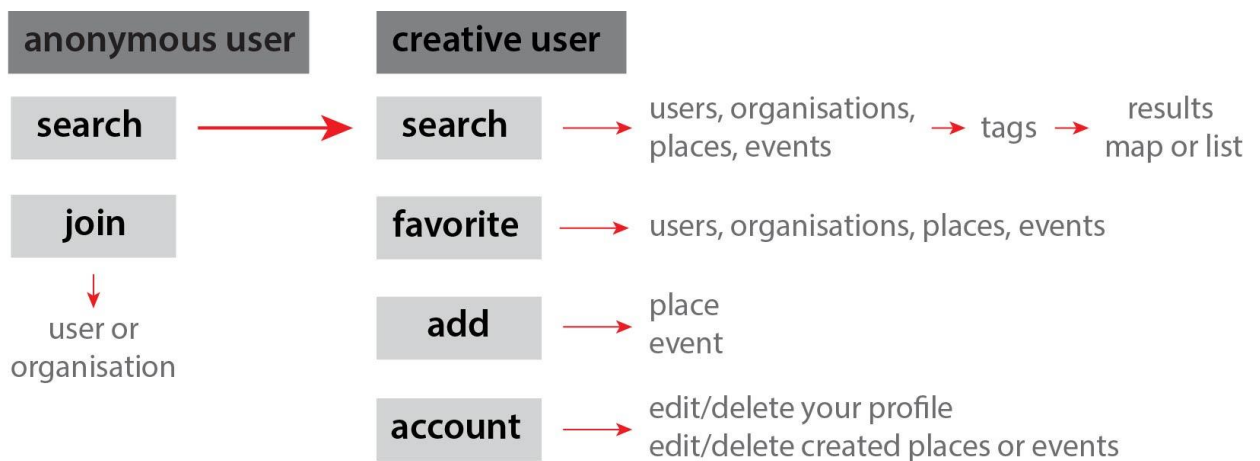 anonymous user
creative user
search
search
users, organisations,
places, events
tags
results
map or list
join
user or
organisation
favorite
users, organisations, places, events
add
place
event
account
edit/delete your profile
edit/delete created places or events